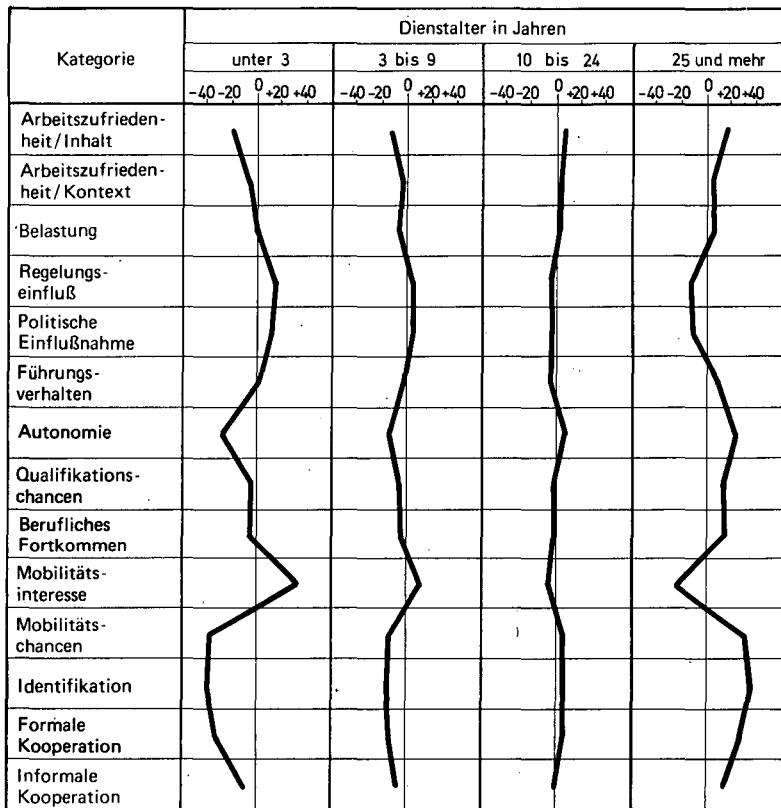 Kategorie
Dienstalter in Jahren
unter 3
3 bis 9
10 bis 24
25 und mehr
-40 -20 0 +20 +40
-40 -20 0 +20 +40
-40 -20 0 +20 +40
-40 -20 0 +20 +40
Arbeitszufrieden-
heit/Inhalt
Arbeitszufrieden-
heit/Kontext
Belastung
Regelungs-
einfluß
Politische
Einflußnahme
Führungs-
verhalten
Autonomie
Qualifikations-
chancen
Berufliches
Fortkommen
Mobilitäts-
interesse
Mobilitäts-
chancen
Identifikation
Formale
Kooperation
Informale
Kooperation